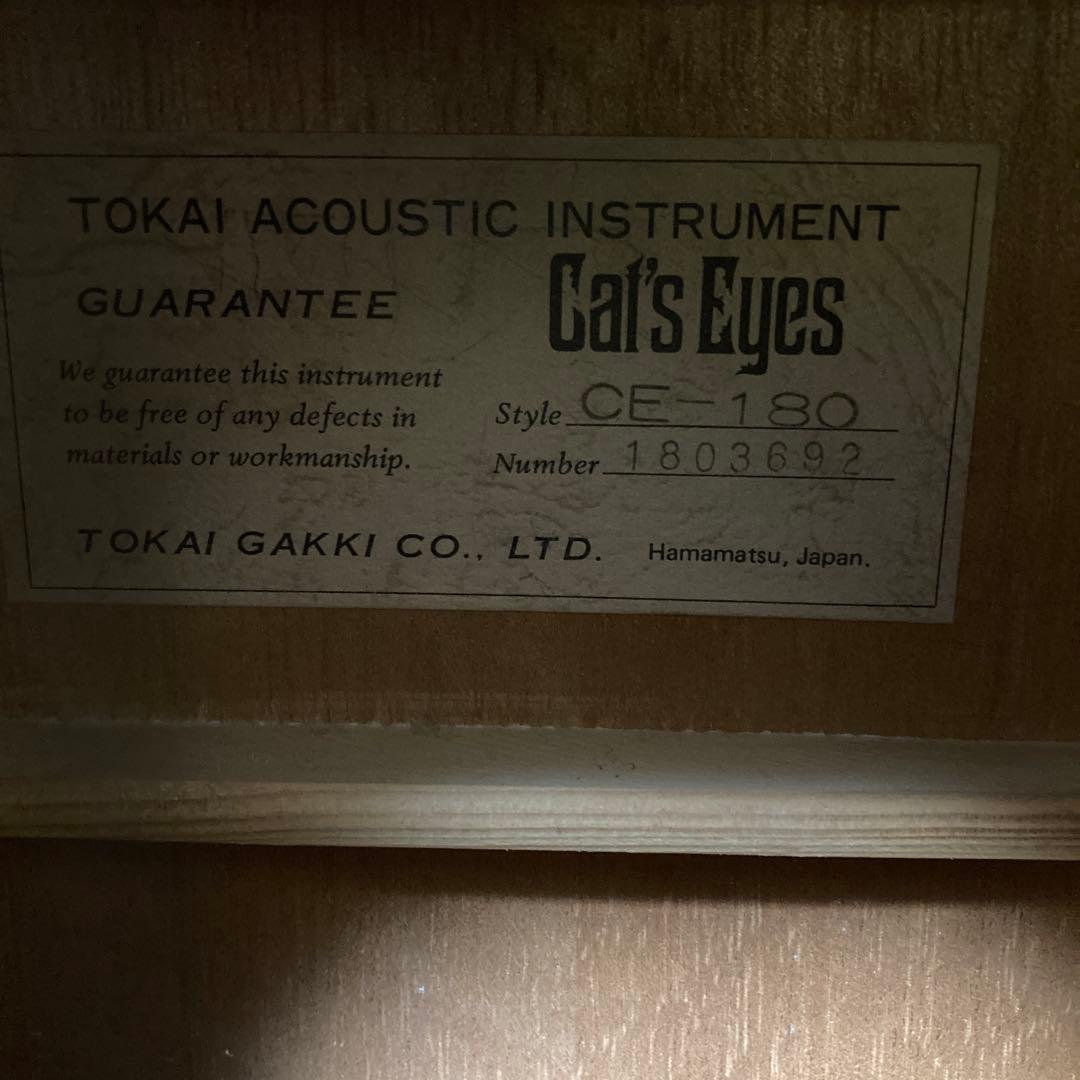 TOKAI ACOUSTIC INSTRUMENT
GUARANTEE
Cat's Eyes
We guarantee this instrument
to be free of any defects in
materials or workmanship.
Style CE-180
Number 1803692
TOKAI GAKKI CO., LTD. Hamamatsu, Japan.